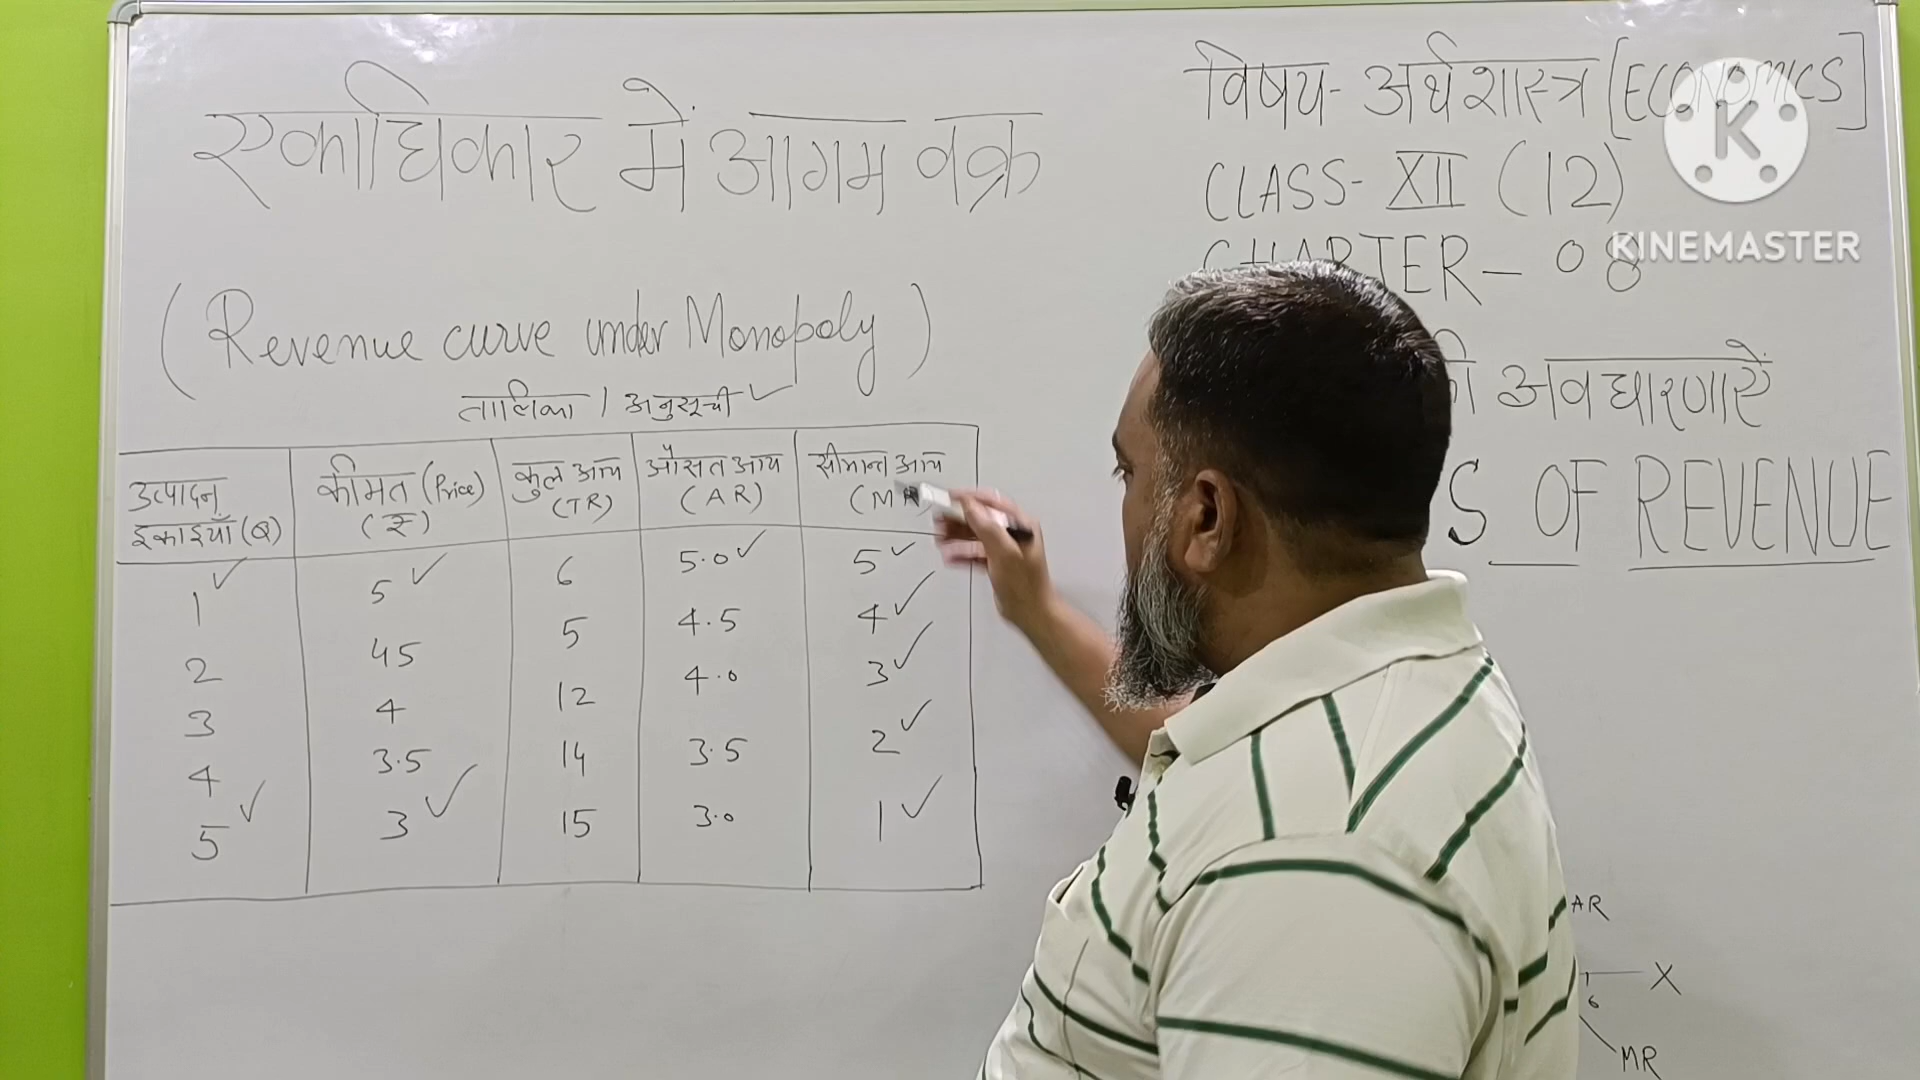 एकाधिकार में आगम वक्र
(Revenue curve under Monopoly)
तालिका / अनुसूची ✓
उत्पादन इकाइयाँ (Q) | कीमत (Price) (₹) | कुल आय (TR) | औसत आय (AR) | सीमान्त आय (MR
1 ✓ | 5 ✓ | 6 | 5.0 ✓ | 5 ✓
2 | 45 | 5 | 4.5 | 4 ✓
3 | 4 | 12 | 4.0 | 3 ✓
4 | 3.5 | 14 | 3.5 | 2 ✓
5 ✓ | 3 ✓ | 15 | 3.0 | 1 ✓
विषय - अर्थशास्त्र [ECONOMICS]
CLASS - XII (12)
CHAPTER - 08
की अवधारणाएँ
S OF REVENUE
AR
X
6
MR
K
KINEMASTER